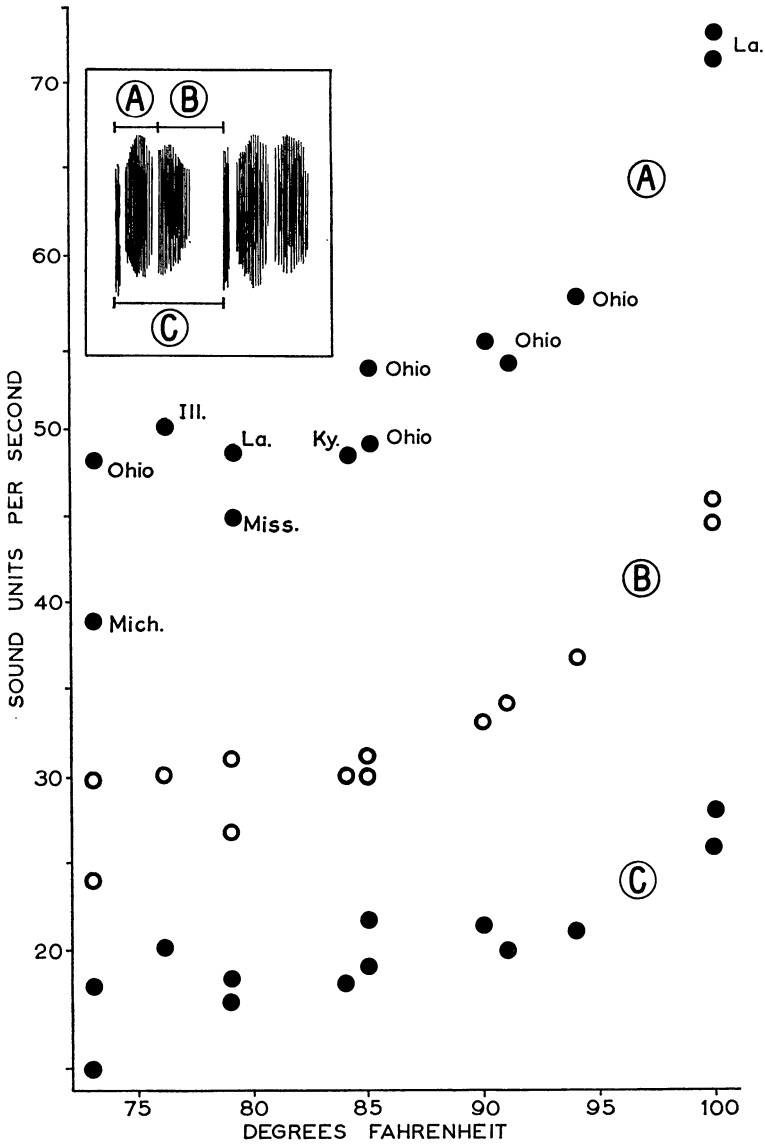 70
60
50
40
30
20
SOUND UNITS PER SECOND
A B
C
La.
A
Ohio
Ohio
Ohio
Ill.
La.
Ky.
Ohio
Ohio
Miss.
Mich.
B
C
75 80 85 90 95 100
DEGREES FAHRENHEIT